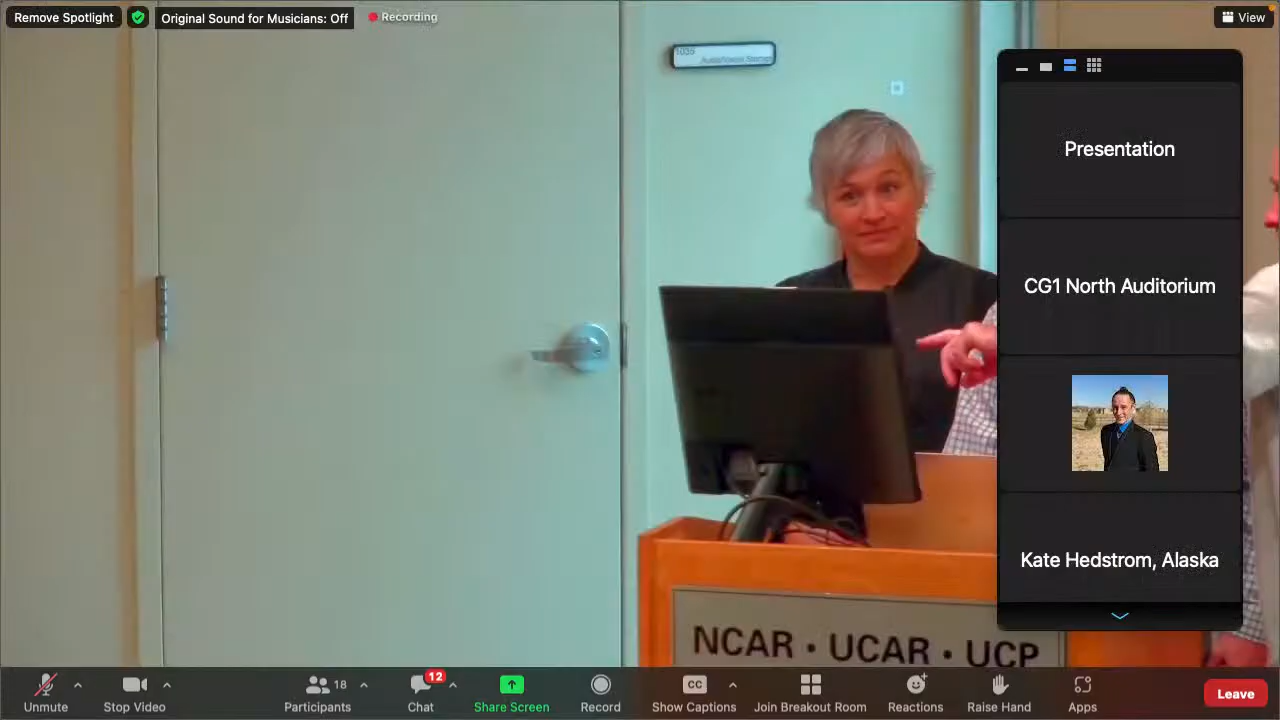 Remove Spotlight
Original Sound for Musicians: Off
Recording
View
1035
Presentation
CG1 North Auditorium
Kate Hedstrom, Alaska
NCAR • UCAR • UCP
Unmute
Stop Video
18
Participants
12
Chat
Share Screen
Record
CC
Show Captions
Join Breakout Room
Reactions
Raise Hand
Apps
Leave